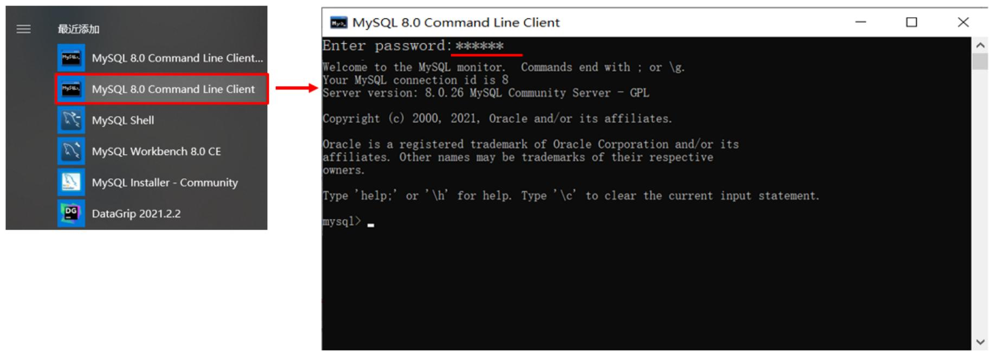 最近添加
MySQL 8.0 Command Line Client...
MySQL 8.0 Command Line Client
MySQL Shell
MySQL Workbench 8.0 CE
MySQL Installer - Community
DG
DataGrip 2021.2.2
MySQL 8.0 Command Line Client
Enter password:******
Welcome to the MySQL monitor.  Commands end with ; or \g.
Your MySQL connection id is 8
Server version: 8.0.26 MySQL Community Server - GPL
Copyright (c) 2000, 2021, Oracle and/or its affiliates.
Oracle is a registered trademark of Oracle Corporation and/or its
affiliates. Other names may be trademarks of their respective
owners.
Type 'help;' or '\h' for help. Type '\c' to clear the current input statement.
mysql>